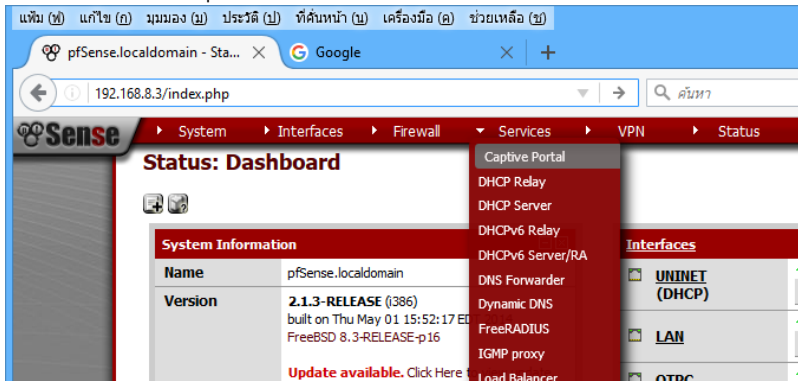 แฟ้ม (ฟ) แก้ไข (ก) มุมมอง (ม) ประวัติ (ป) ที่คั่นหน้า (น) เครื่องมือ (ค) ช่วยเหลือ (ช)
pfSense.localdomain - Sta... Google
192.168.8.3/index.php ค้นหา
Sense System Interfaces Firewall Services VPN Status
Captive Portal
DHCP Relay
DHCP Server
DHCPv6 Relay
DHCPv6 Server/RA
DNS Forwarder
Dynamic DNS
FreeRADIUS
IGMP proxy
Load Balancer
Status: Dashboard
System Information
Name pfSense.localdomain
Version 2.1.3-RELEASE (i386)
built on Thu May 01 15:52:17 EDT 2014
FreeBSD 8.3-RELEASE-p16
Update available. Click Here
Interfaces
UNINET
(DHCP)
LAN